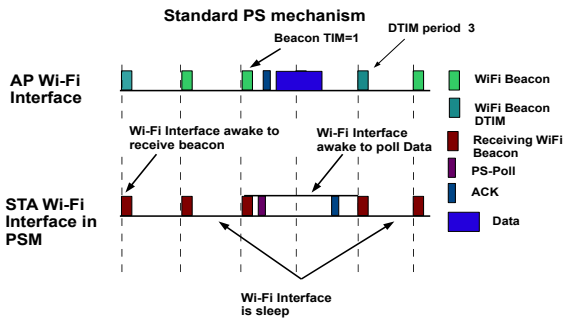 Standard PS mechanism
Beacon TIM=1
DTIM period 3
AP Wi-Fi
Interface
WiFi Beacon
WiFi Beacon
DTIM
Wi-Fi Interface awake to
receive beacon
Wi-Fi Interface
awake to poll Data
Receiving WiFi
Beacon
PS-Poll
ACK
STA Wi-Fi
Interface in
PSM
Data
Wi-Fi Interface
is sleep